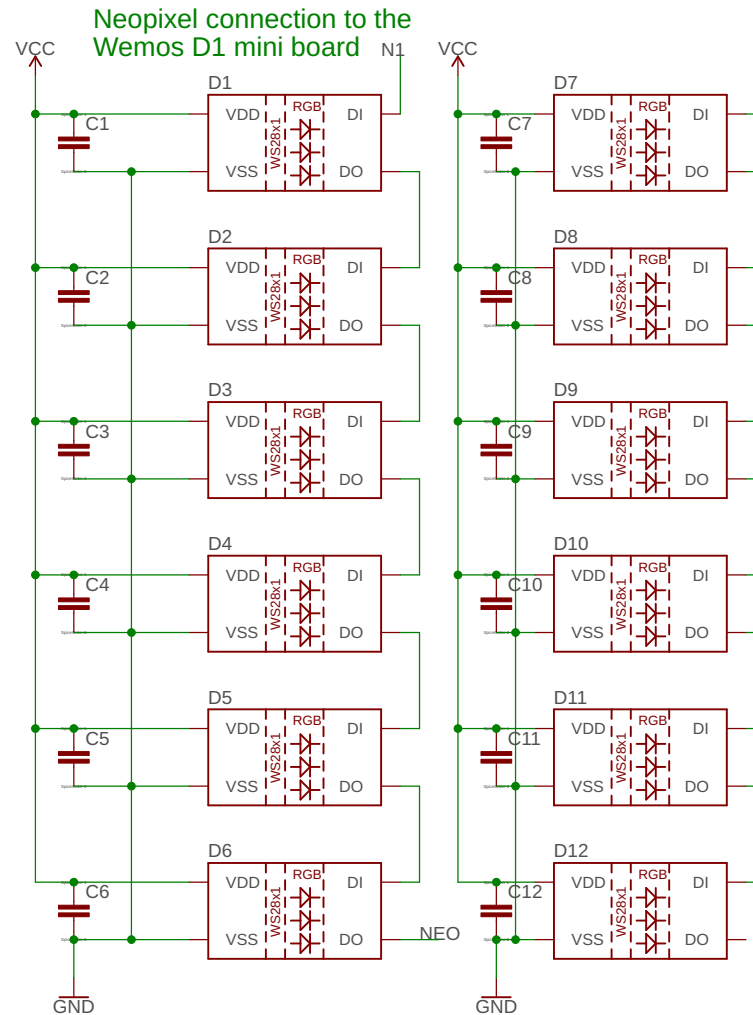 Neopixel connection to the
Wemos D1 mini board
VCC
N1
VCC
D1
D7
C1
VDD
WS28x1
RGB
DI
VSS
DO
C7
VDD
WS28x1
RGB
DI
VSS
DO
D2
D8
C2
VDD
WS28x1
RGB
DI
VSS
DO
C8
VDD
WS28x1
RGB
DI
VSS
DO
D3
D9
C3
VDD
WS28x1
RGB
DI
VSS
DO
C9
VDD
WS28x1
RGB
DI
VSS
DO
D4
D10
C4
VDD
WS28x1
RGB
DI
VSS
DO
C10
VDD
WS28x1
RGB
DI
VSS
DO
D5
D11
C5
VDD
WS28x1
RGB
DI
VSS
DO
C11
VDD
WS28x1
RGB
DI
VSS
DO
D6
D12
C6
VDD
WS28x1
RGB
DI
VSS
DO
NEO
C12
VDD
WS28x1
RGB
DI
VSS
DO
GND
GND